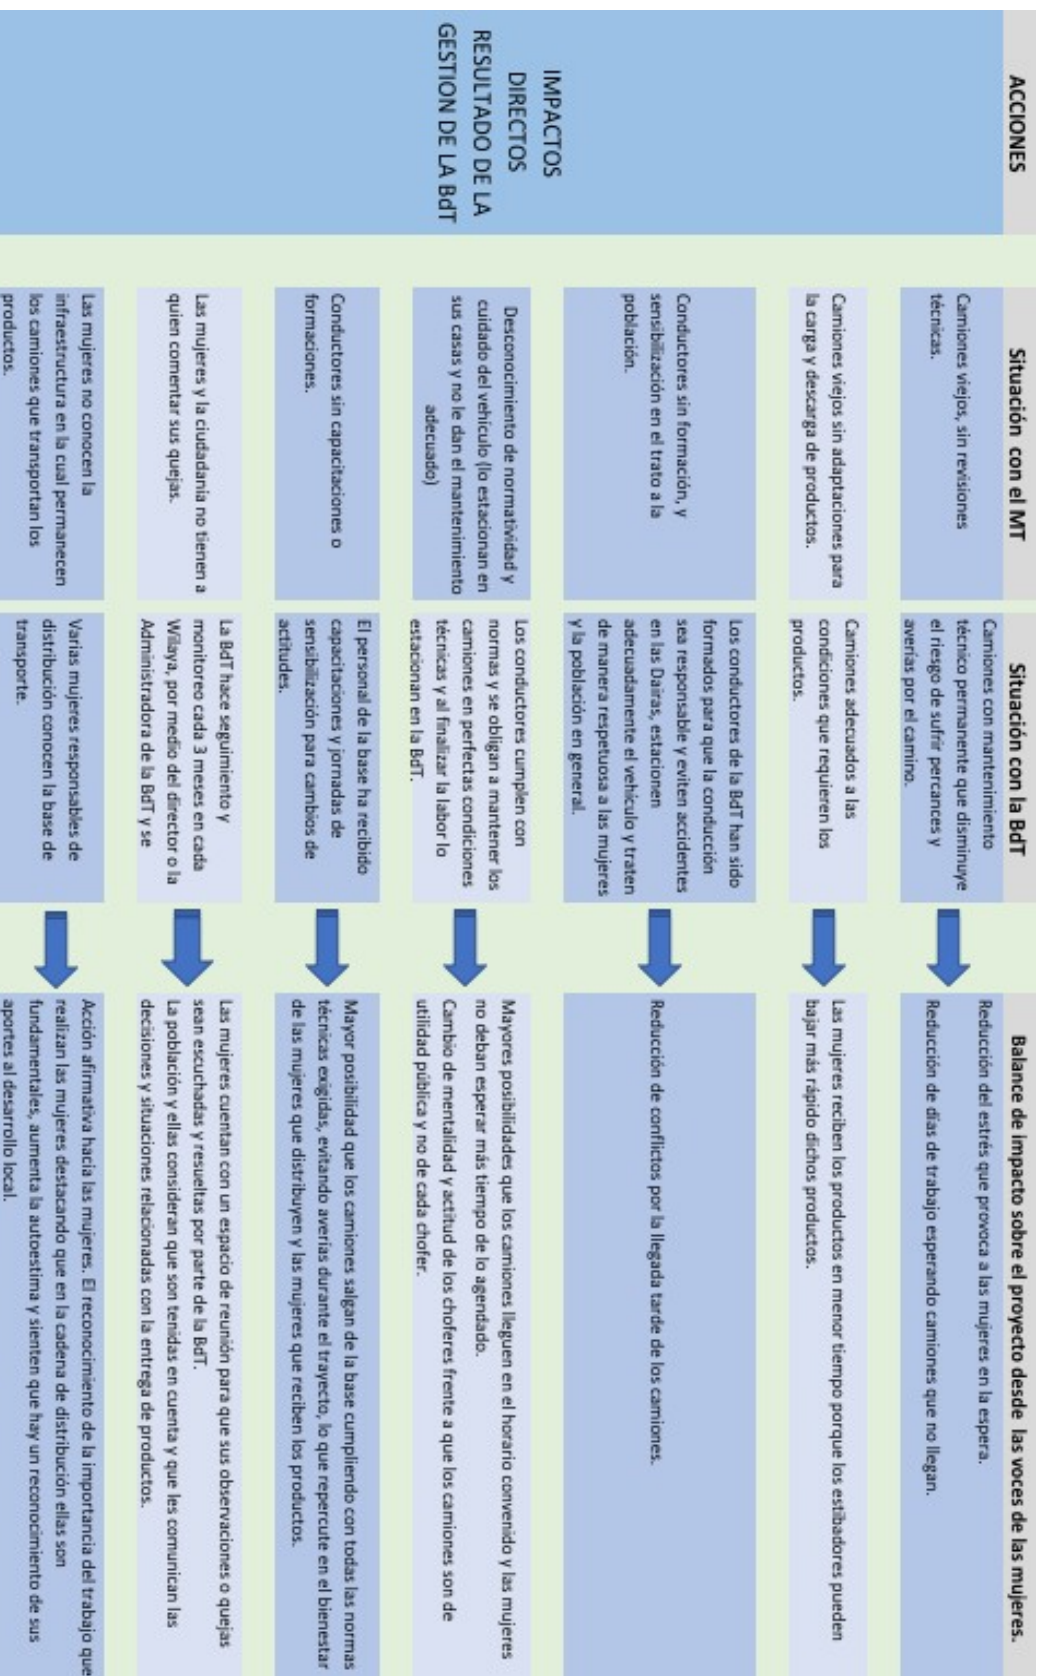 ACCIONES
Situación con el MT
Situación con la BdT
Balance de impacto sobre el proyecto desde las voces de las mujeres.
IMPACTOS
DIRECTOS
RESULTADO DE LA
GESTION DE LA BdT
Camiones viejos, sin revisiones
técnicas.
Camiones con mantenimiento
técnico permanente que disminuye
el riesgo de sufrir percances y
averías por el camino.
Reducción del estrés que provoca a las mujeres en la espera.
Reducción de días de trabajo esperando camiones que no llegan.
Camiones viejos sin adaptaciones para
la carga y descarga de productos.
Camiones adecuados a las
condiciones que requieren los
productos.
Las mujeres reciben los productos en menor tiempo porque los estibadores pueden
bajar más rápido dichos productos.
Conductores sin formación, y
sensibilización en el trato a la
población.
Los conductores de la BdT han sido
formados para que la conducción
sea responsable y eviten accidentes
en las Dairas, estacionen
adecuadamente el vehículo y traten
de manera respetuosa a las mujeres
y la población en general.
Reducción de conflictos por la llegada tarde de los camiones.
Desconocimiento de normatividad y
cuidado del vehículo (lo estacionan en
sus casas y no le dan el mantenimiento
adecuado)
Los conductores cumplen con
normas y se obligan a mantener los
camiones en perfectas condiciones
técnicas y al finalizar la labor lo
estacionan en la BdT.
Mayores posibilidades que los camiones lleguen en el horario convenido y las mujeres
no deban esperar más tiempo de lo agendado.
Cambio de mentalidad y actitud de los choferes frente a que los camiones son de
utilidad pública y no de cada chofer.
Conductores sin capacitaciones o
formaciones.
El personal de la base ha recibido
capacitaciones y jornadas de
sensibilización para cambios de
actitudes.
Mayor posibilidad que los camiones salgan de la base cumpliendo con todas las normas
técnicas exigidas, evitando averías durante el trayecto, lo que repercute en el bienestar
de las mujeres que distribuyen y las mujeres que reciben los productos.
Las mujeres y la ciudadanía no tienen a
quien comentar sus quejas.
La BdT hace seguimiento y
monitoreo cada 3 meses en cada
Wilaya, por medio del director o la
Administradora de la BdT y se
Las mujeres cuentan con un espacio de reunión para que sus observaciones o quejas
sean escuchadas y resueltas por parte de la BdT.
La población y ellas consideran que son tenidas en cuenta y que les comunican las
decisiones y situaciones relacionadas con la entrega de productos.
Las mujeres no conocen la
infraestructura en la cual permanecen
los camiones que transportan los
productos.
Varias mujeres responsables de
distribución conocen la base de
transporte.
Acción afirmativa hacia las mujeres. El reconocimiento de la importancia del trabajo que
realizan las mujeres destacando que en la cadena de distribución ellas son
fundamentales, aumenta la autoestima y sienten que hay un reconocimiento de sus
aportes al desarrollo local.